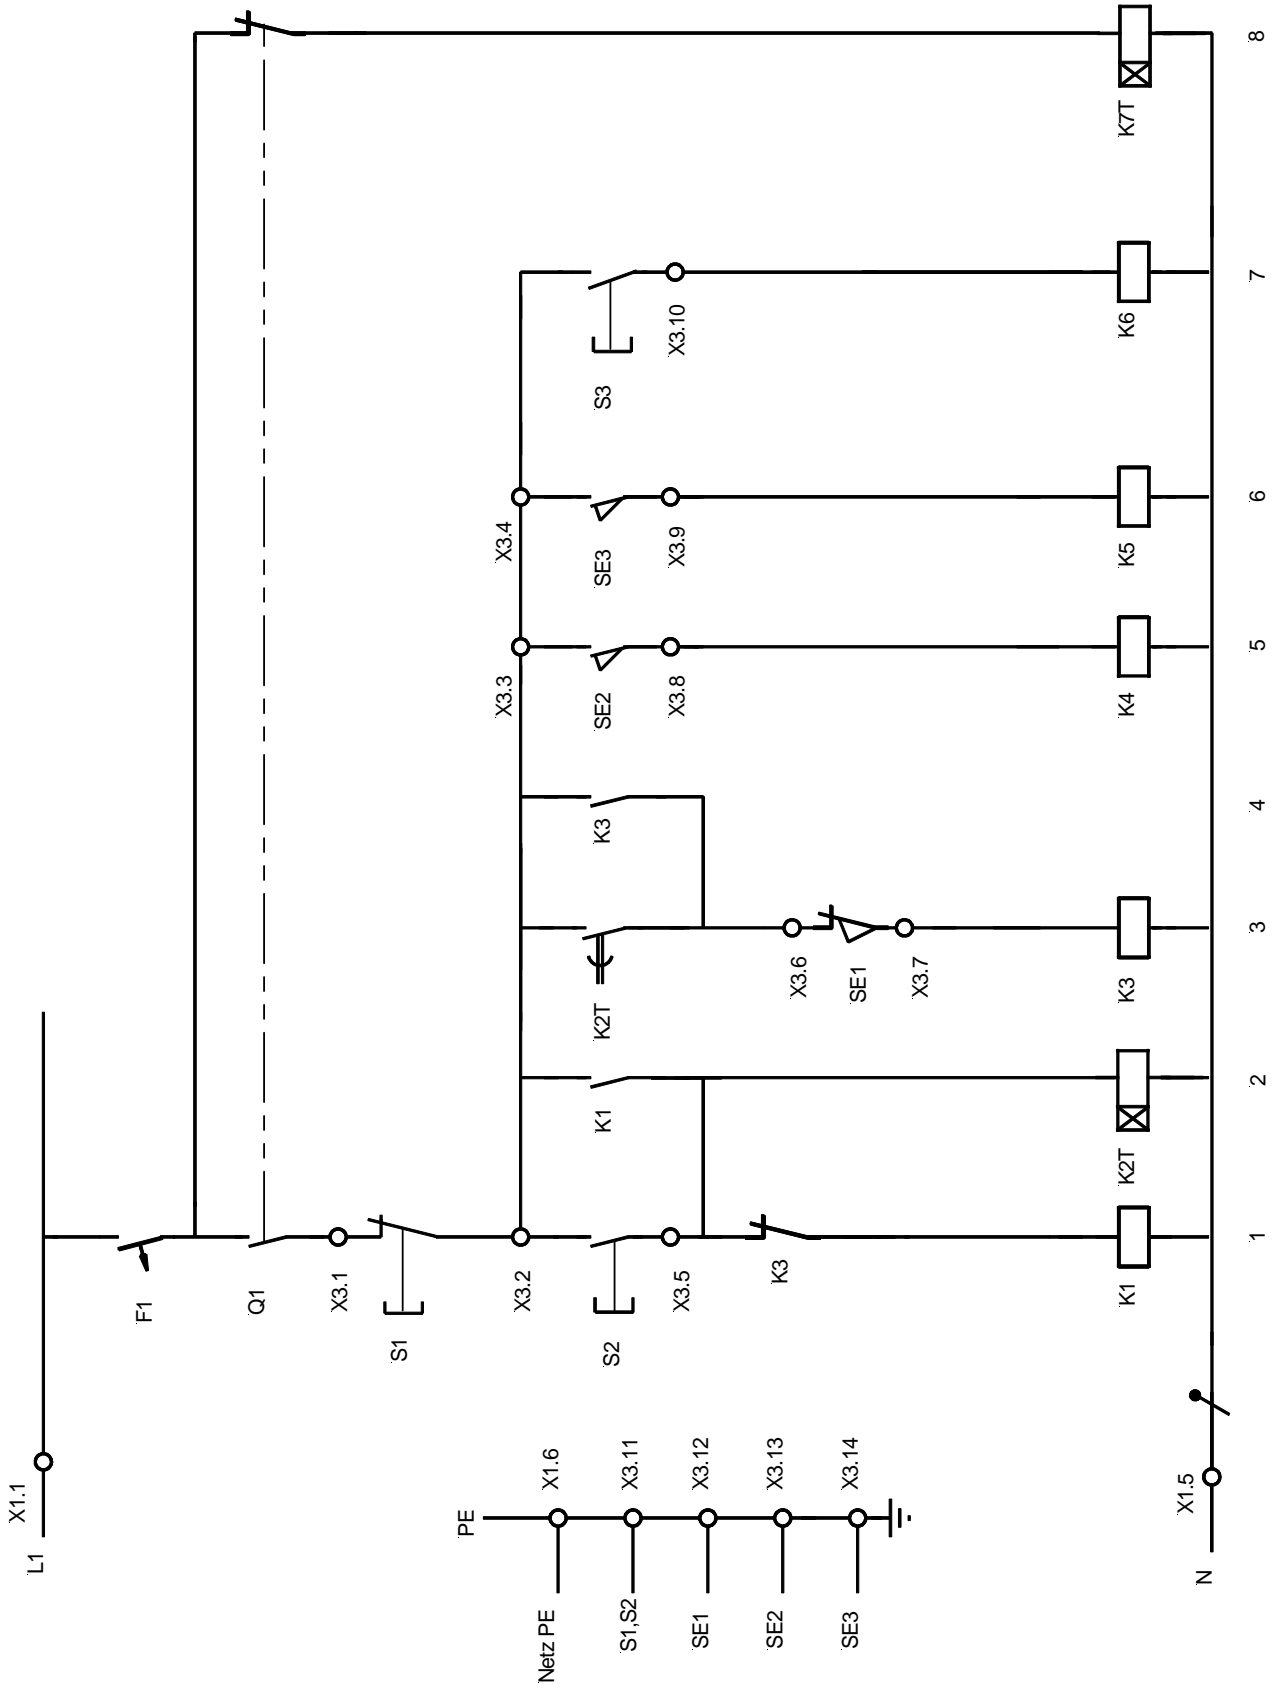 L1
X1.1
F1
Q1
X3.1
S1
X3.2
S2
X3.5
K3
K1
1
K1
K2T
2
K2T
X3.6
SE1
X3.7
K3
3
K3
4
X3.3
SE2
X3.8
K4
5
X3.4
SE3
X3.9
K5
6
S3
X3.10
K6
7
K7T
8
PE
Netz PE
X1.6
S1,S2
X3.11
SE1
X3.12
SE2
X3.13
SE3
X3.14
N
X1.5